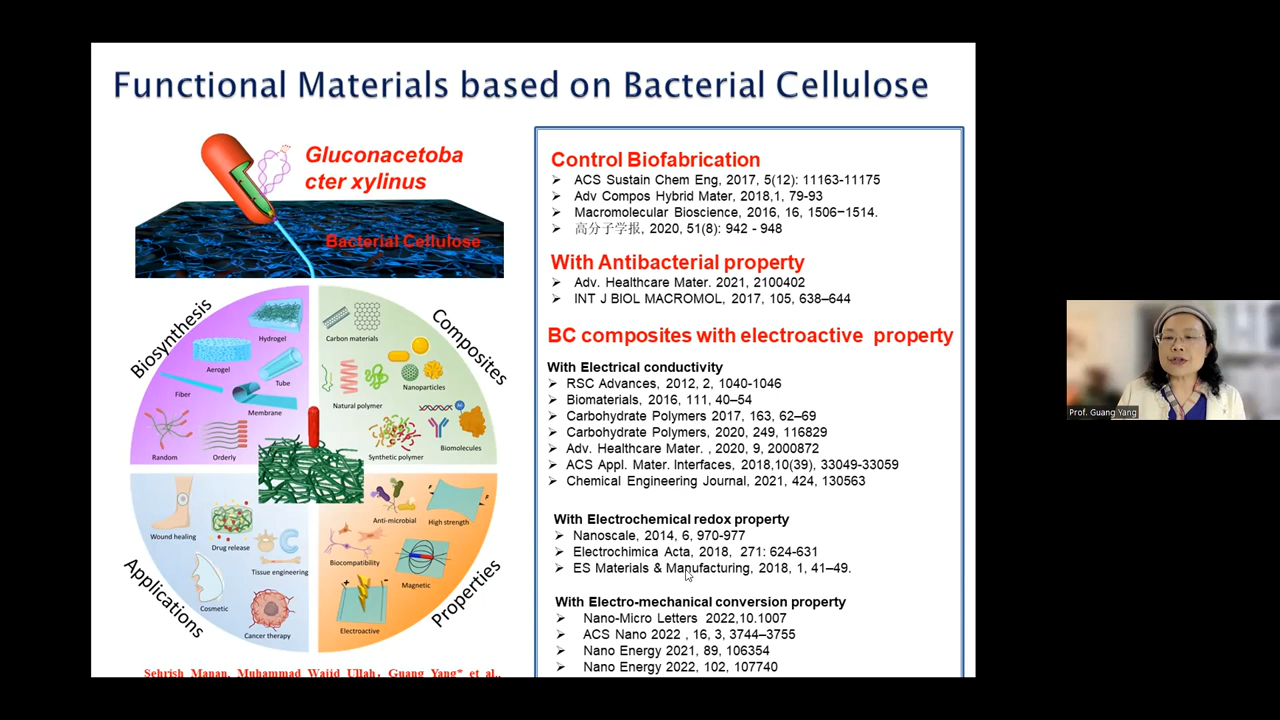 Functional Materials based on Bacterial Cellulose
Gluconacetoba
cter xylinus
Bacterial Cellulose
Biosynthesis
Hydrogel
Aerogel
Tube
Fiber
Membrane
Random
Orderly
Composites
Carbon materials
Nanoparticles
Natural polymer
Biomolecules
Synthetic polymer
Applications
Wound healing
Drug release
Tissue engineering
Cosmetic
Cancer therapy
Properties
Anti-microbial
High strength
Biocompatibility
Magnetic
Electroactive
Sehrish Manan, Muhammad Wajid Ullah, Guang Yang* et al.,
Control Biofabrication
ACS Sustain Chem Eng, 2017, 5(12): 11163-11175
Adv Compos Hybrid Mater, 2018,1, 79-93
Macromolecular Bioscience, 2016, 16, 1506−1514.
高分子学报, 2020, 51(8): 942 - 948
With Antibacterial property
Adv. Healthcare Mater. 2021, 2100402
INT J BIOL MACROMOL, 2017, 105, 638–644
BC composites with electroactive property
With Electrical conductivity
RSC Advances, 2012, 2, 1040-1046
Biomaterials, 2016, 111, 40–54
Carbohydrate Polymers 2017, 163, 62–69
Carbohydrate Polymers, 2020, 249, 116829
Adv. Healthcare Mater. , 2020, 9, 2000872
ACS Appl. Mater. Interfaces, 2018,10(39), 33049-33059
Chemical Engineering Journal, 2021, 424, 130563
With Electrochemical redox property
Nanoscale, 2014, 6, 970-977
Electrochimica Acta, 2018, 271: 624-631
ES Materials & Manufacturing, 2018, 1, 41–49.
With Electro-mechanical conversion property
Nano-Micro Letters 2022,10.1007
ACS Nano 2022 , 16, 3, 3744–3755
Nano Energy 2021, 89, 106354
Nano Energy 2022, 102, 107740
Prof. Guang Yang